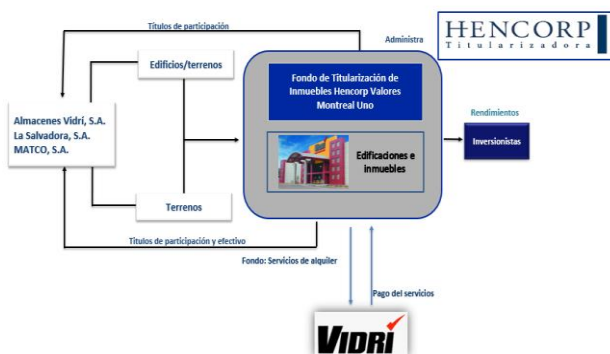 Títulos de participación
Administra
HENCORP
Titularizadora
Edificios/terrenos
Fondo de Titularización de
Inmuebles Hencorp Valores
Montreal Uno
Almacenes Vidrí, S.A.
La Salvadora, S.A.
MATCO, S.A.
Rendimientos
Inversionistas
Edificaciones e
inmuebles
Terrenos
Títulos de participación y efectivo
Fondo: Servicios de alquiler
Pago del servicios
VIDRÍ